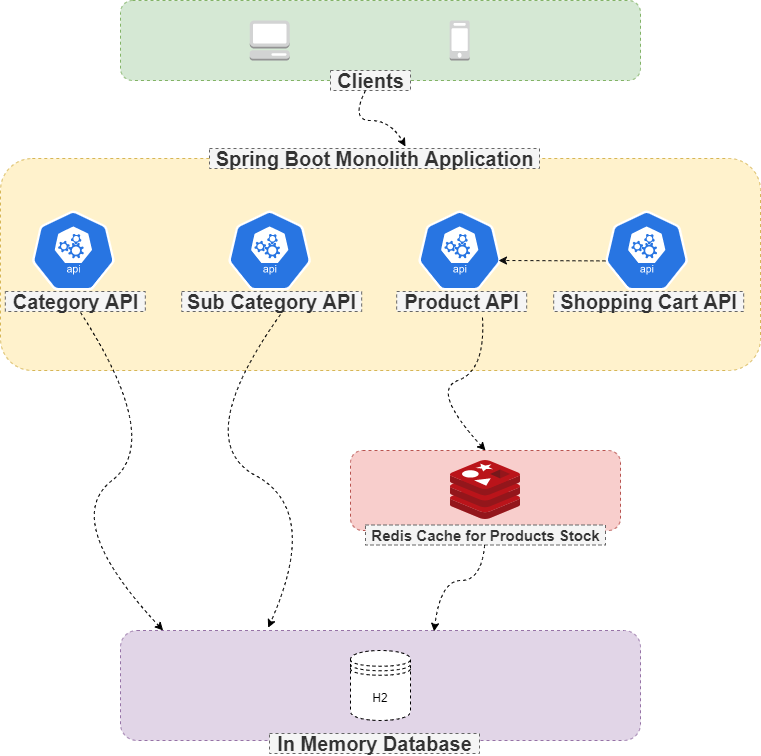 Clients
Spring Boot Monolith Application
api
api
api
api
Category API
Sub Category API
Product API
Shopping Cart API
Redis Cache for Products Stock
H2
In Memory Database